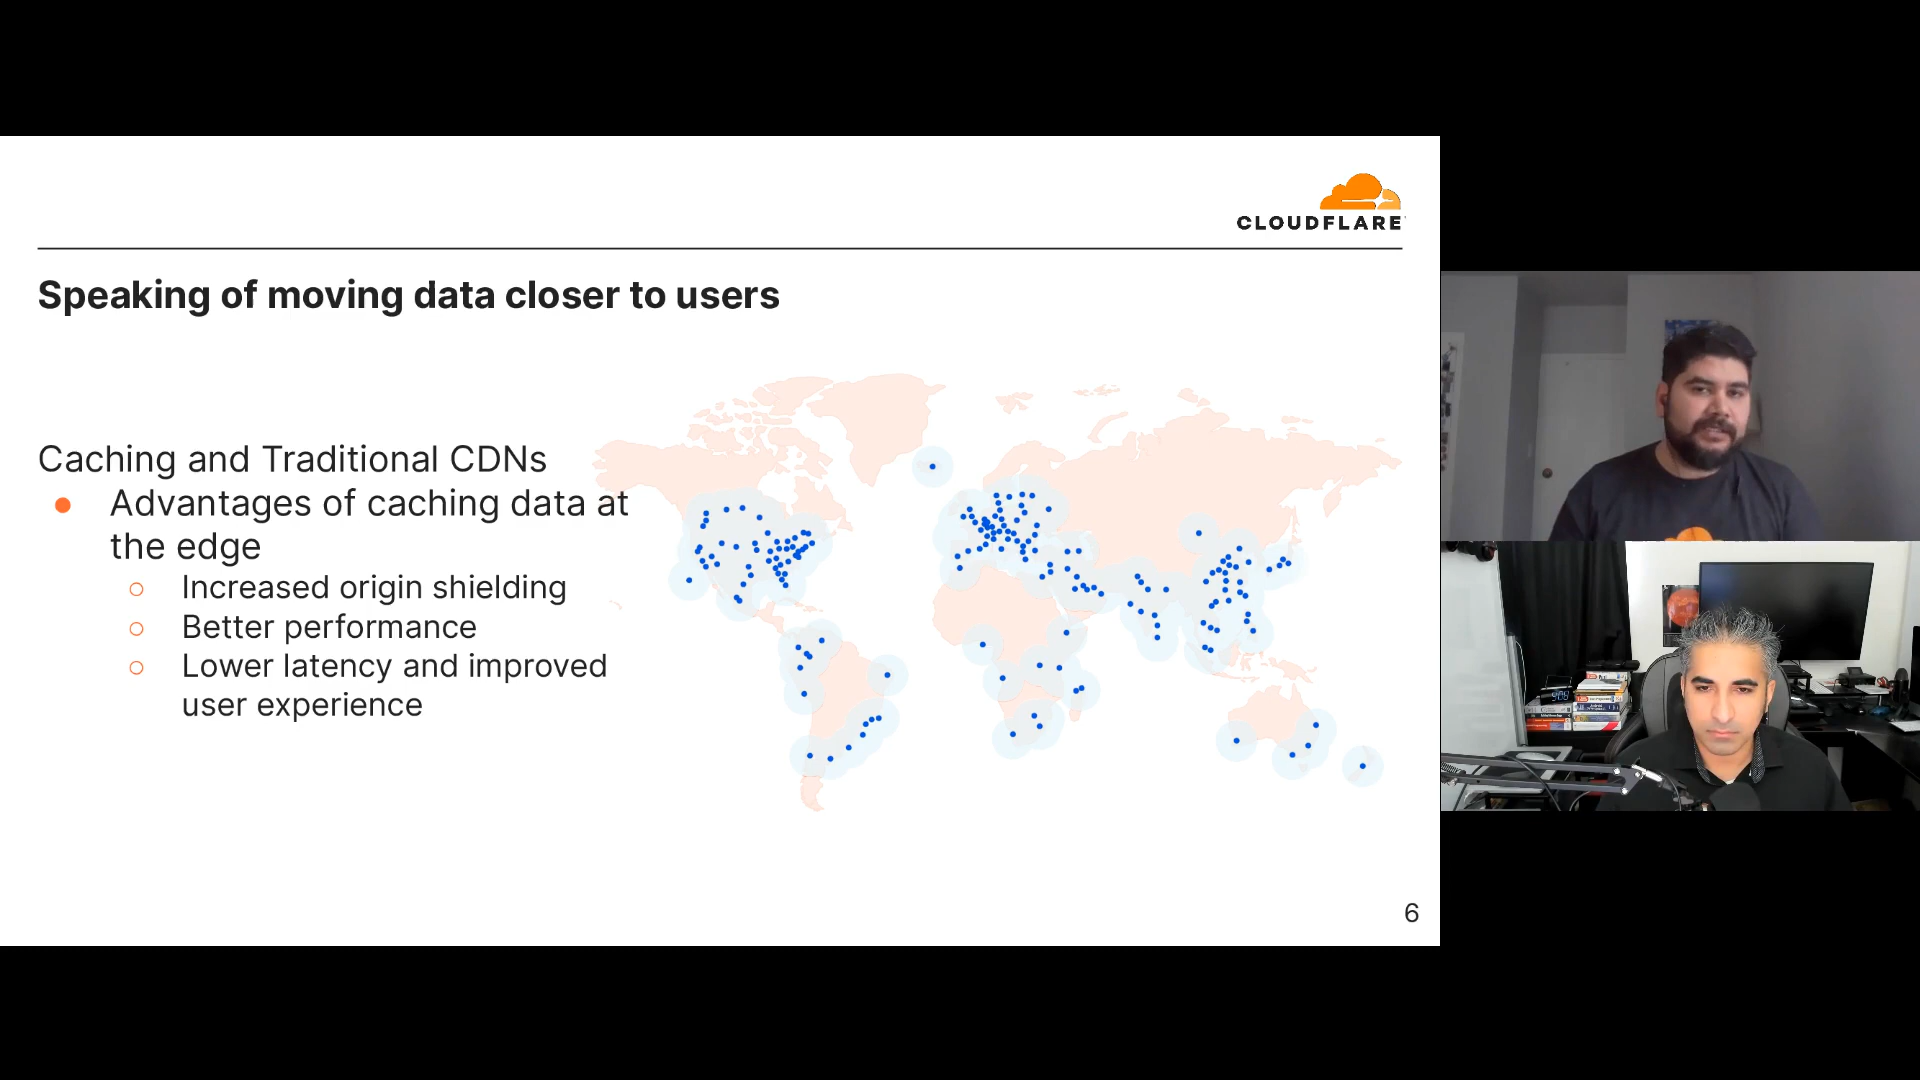 CLOUDFLARE
Speaking of moving data closer to users
Caching and Traditional CDNs
● Advantages of caching data at
the edge
○ Increased origin shielding
○ Better performance
○ Lower latency and improved
user experience
6